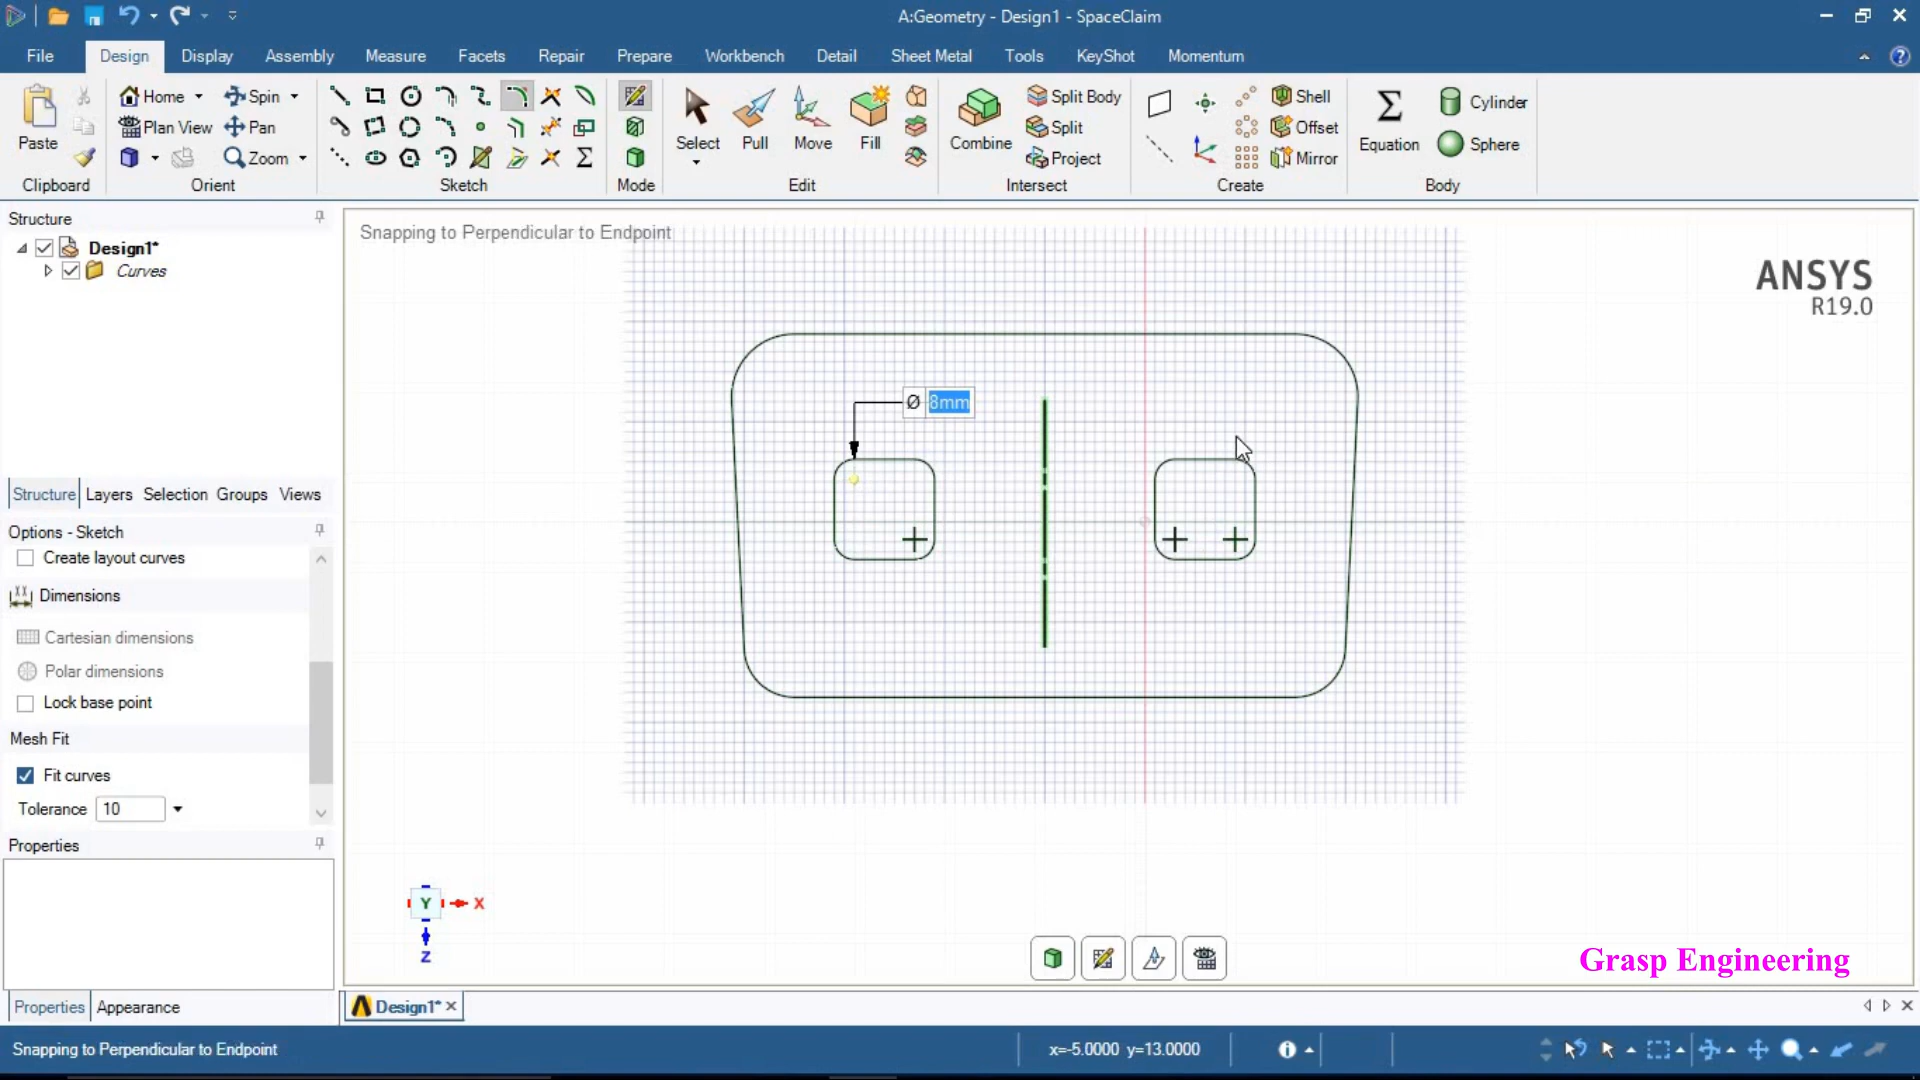 A:Geometry - Design1 - SpaceClaim
File Design Display Assembly Measure Facets Repair Prepare Workbench Detail Sheet Metal Tools KeyShot Momentum
Paste
Clipboard
Home Spin
Plan View Pan
Zoom
Orient
Sketch
Mode
Select Pull Move Fill
Edit
Combine
Split Body
Split
Project
Intersect
Shell
Offset
Mirror
Create
Equation
Cylinder
Sphere
Body
Structure
Design1*
Curves
Structure Layers Selection Groups Views
Options - Sketch
Create layout curves
Dimensions
Cartesian dimensions
Polar dimensions
Lock base point
Mesh Fit
Fit curves
Tolerance 10
Properties
Properties Appearance
Snapping to Perpendicular to Endpoint
ANSYS
R19.0
Ø 8mm
Y X
Z
Grasp Engineering
Design1*
Snapping to Perpendicular to Endpoint
x=-5.0000 y=13.0000